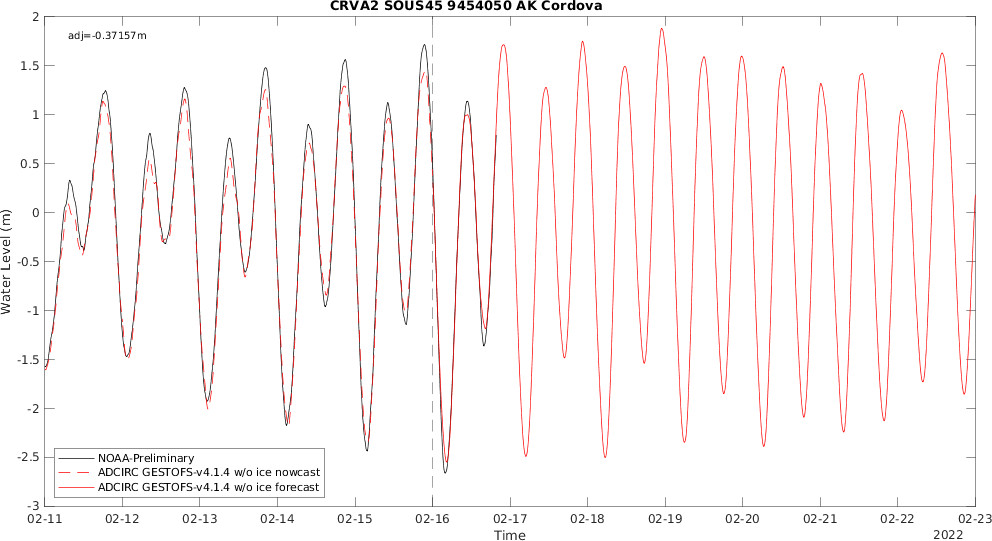 CRVA2 SOUS45 9454050 AK Cordova
adj=-0.37157m
2
1.5
1
0.5
0
-0.5
-1
-1.5
-2
-2.5
-3
Water Level (m)
NOAA-Preliminary
ADCIRC GESTOFS-v4.1.4 w/o ice nowcast
ADCIRC GESTOFS-v4.1.4 w/o ice forecast
02-11 02-12 02-13 02-14 02-15 02-16 02-17 02-18 02-19 02-20 02-21 02-22 02-23
Time
2022